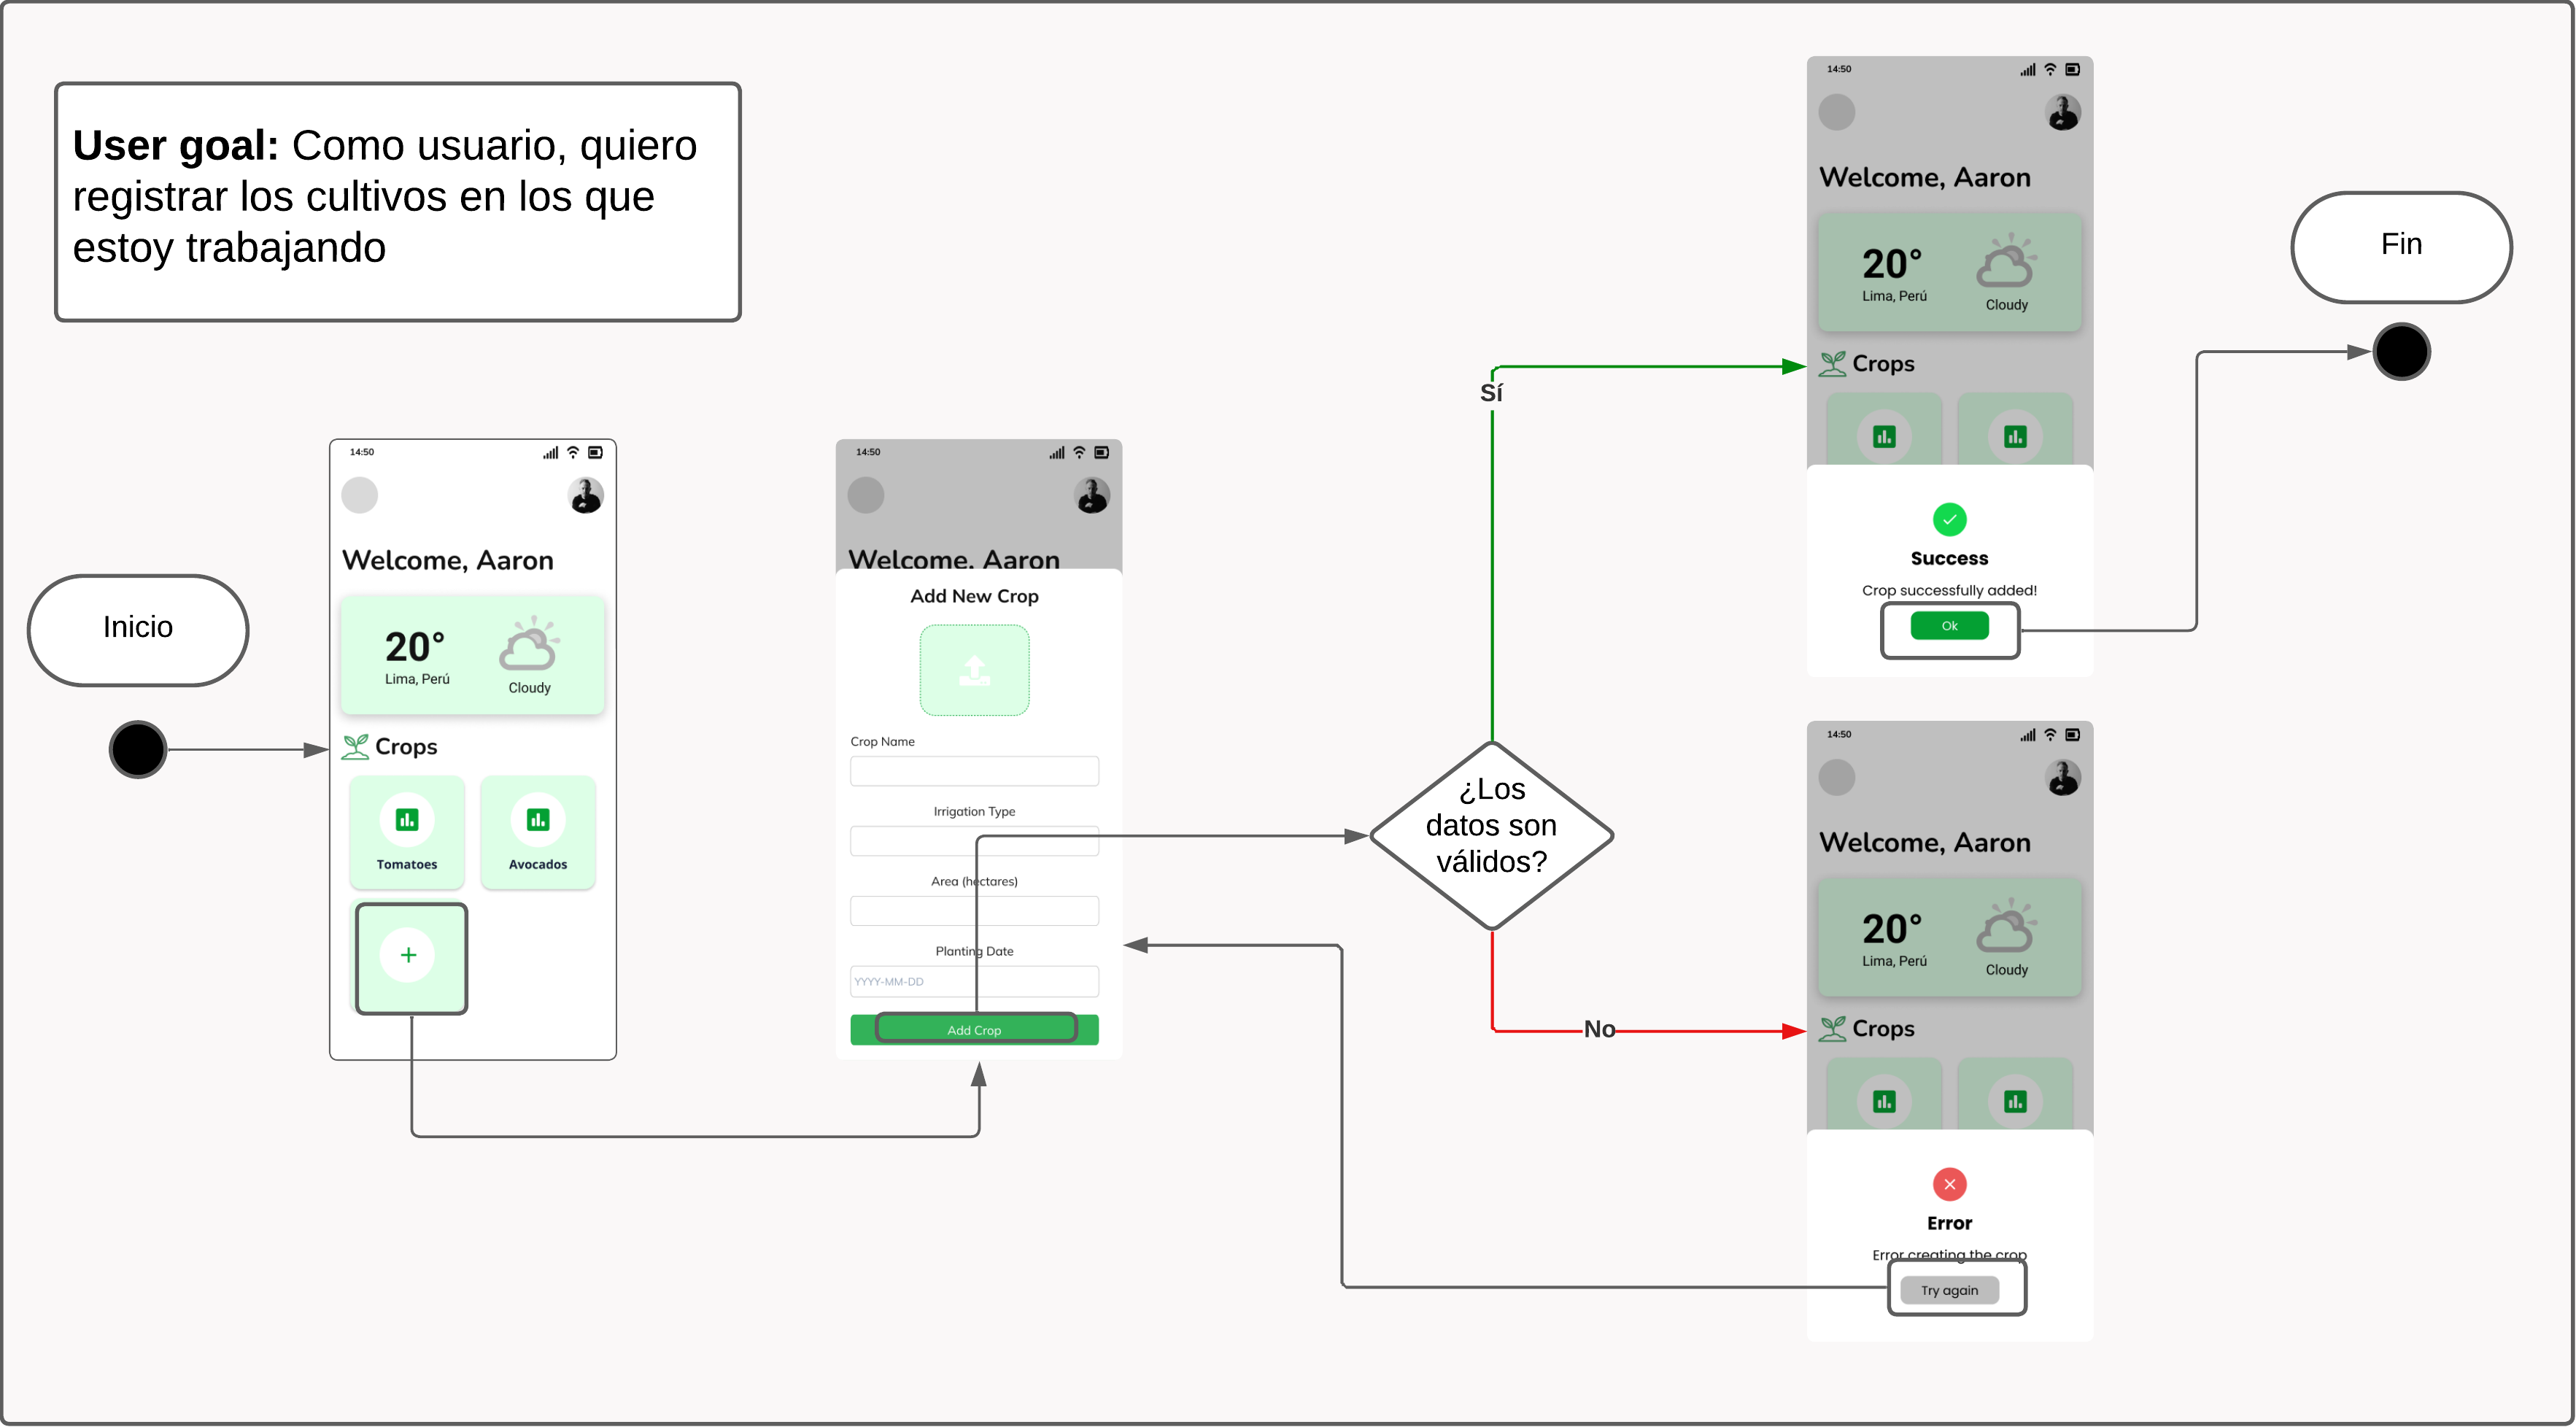 User goal: Como usuario, quiero
registrar los cultivos en los que
estoy trabajando
Inicio
14:50
Welcome, Aaron
20°
Lima, Perú
Cloudy
Crops
Tomatoes
Avocados
+
14:50
Welcome, Aaron
Add New Crop
Crop Name
Irrigation Type
Area (hectares)
Planting Date
YYYY-MM-DD
Add Crop
¿Los
datos son
válidos?
Sí
No
14:50
Welcome, Aaron
20°
Lima, Perú
Cloudy
Crops
Success
Crop successfully added!
Ok
Fin
14:50
Welcome, Aaron
20°
Lima, Perú
Cloudy
Crops
Error
Error creating the crop
Try again